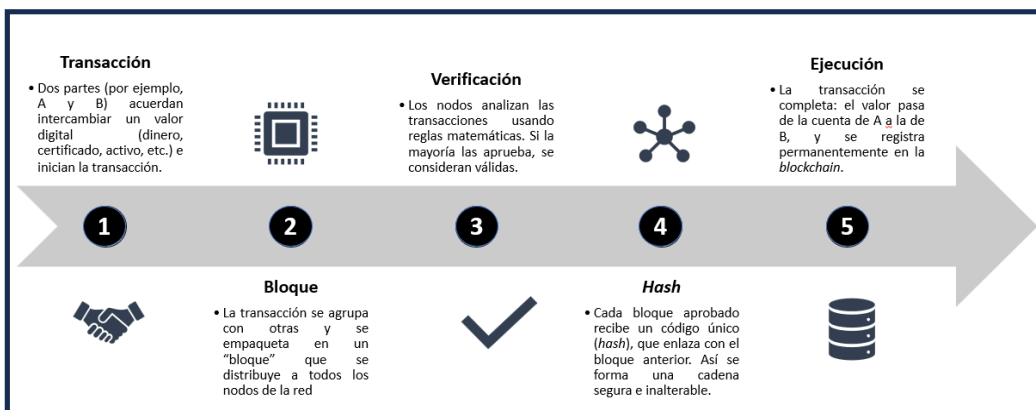 Transacción
• Dos partes (por ejemplo,
A y B) acuerdan
intercambiar un valor
digital (dinero,
certificado, activo, etc.) e
inician la transacción.
Verificación
• Los nodos analizan las
transacciones usando
reglas matemáticas. Si la
mayoría las aprueba, se
consideran válidas.
Ejecución
• La transacción se
completa: el valor pasa
de la cuenta de A a la de
B, y se registra
permanentemente en la
blockchain.
1
2
3
4
5
Bloque
• La transacción se agrupa
con otras y se
empaqueta en un
“bloque” que se
distribuye a todos los
nodos de la red
Hash
• Cada bloque aprobado
recibe un código único
(hash), que enlaza con el
bloque anterior. Así se
forma una cadena
segura e inalterable.